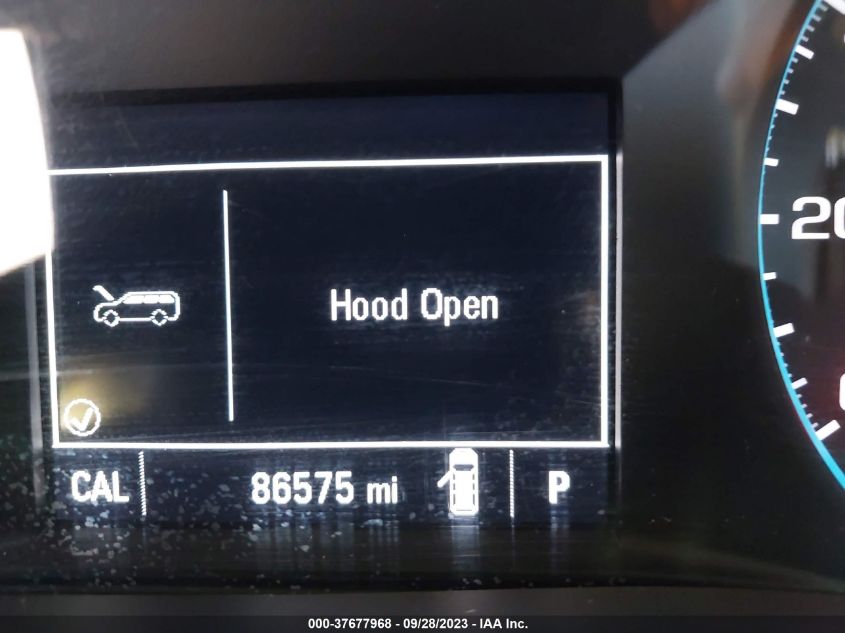 Hood Open
20
CAL 86575 mi P
000-37677968 - 09/28/2023 - IAA Inc.